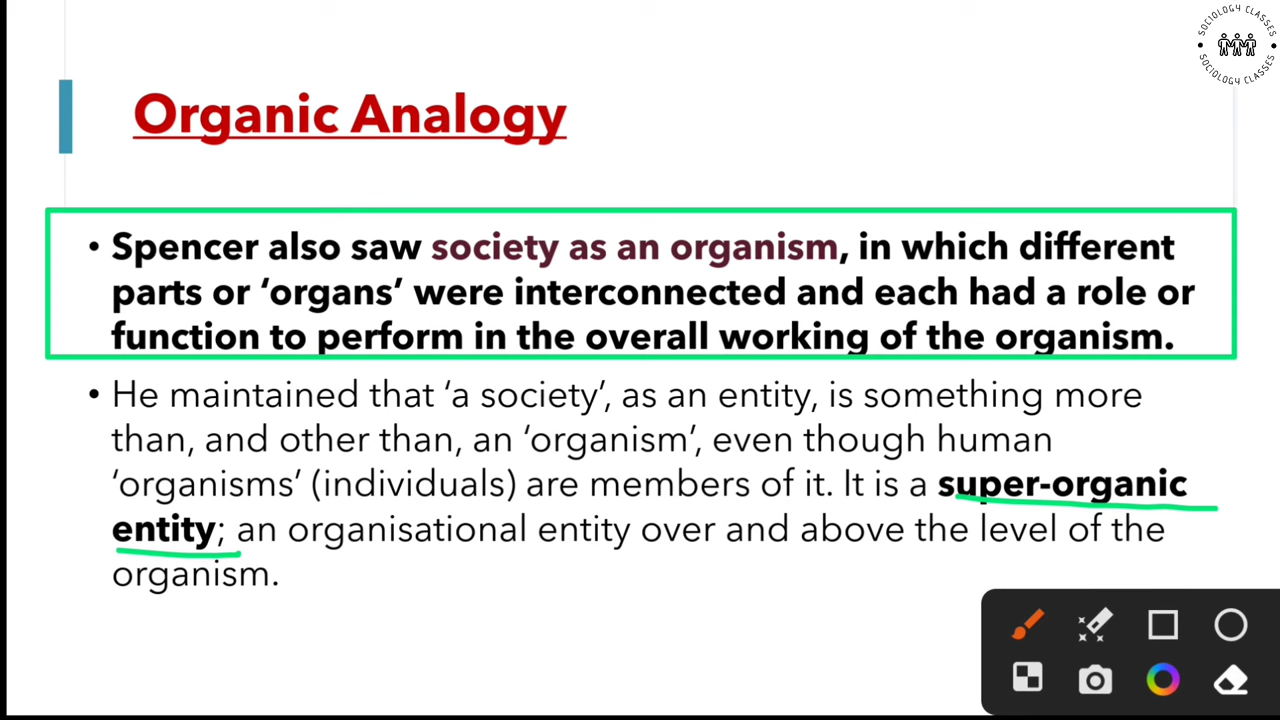 SOCIOLOGY CLASSES
SOCIOLOGY CLASSES
Organic Analogy
• Spencer also saw society as an organism, in which different
parts or ‘organs’ were interconnected and each had a role or
function to perform in the overall working of the organism.
• He maintained that ‘a society’, as an entity, is something more
than, and other than, an ‘organism’, even though human
‘organisms’ (individuals) are members of it. It is a super-organic
entity; an organisational entity over and above the level of the
organism.